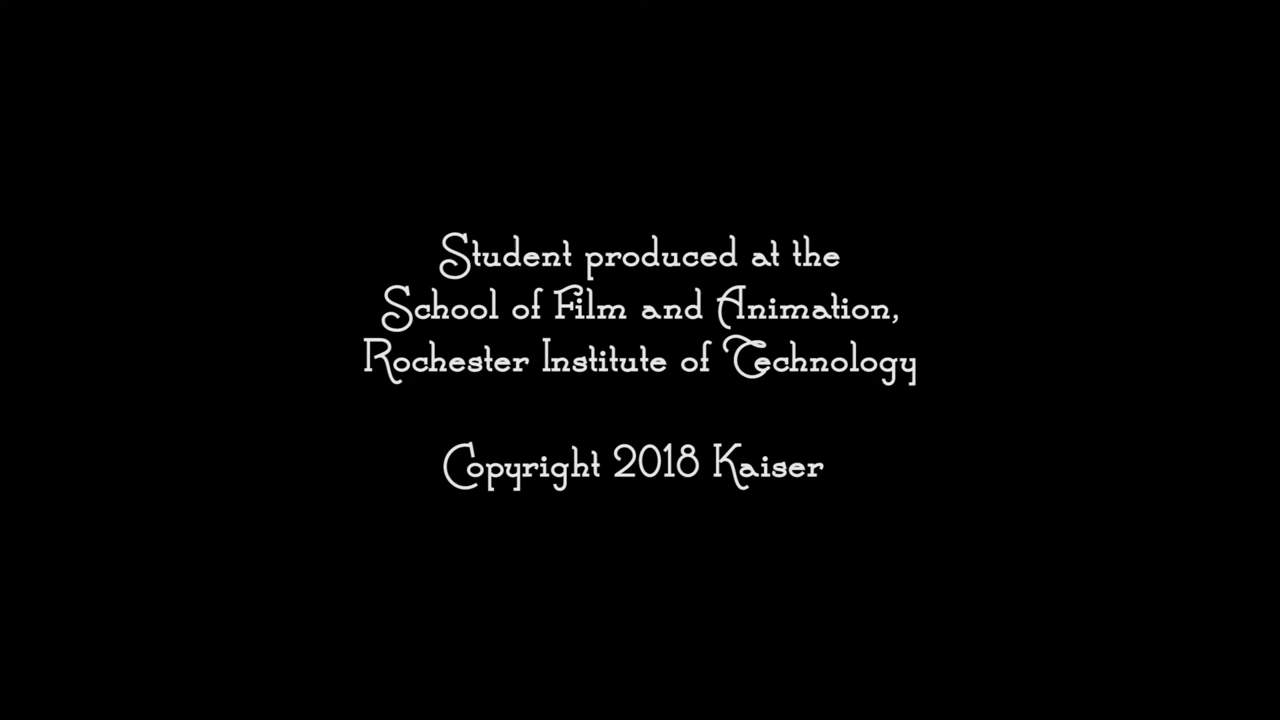 Student produced at the
School of Film and Animation,
Rochester Institute of Technology
Copyright 2018 Kaiser